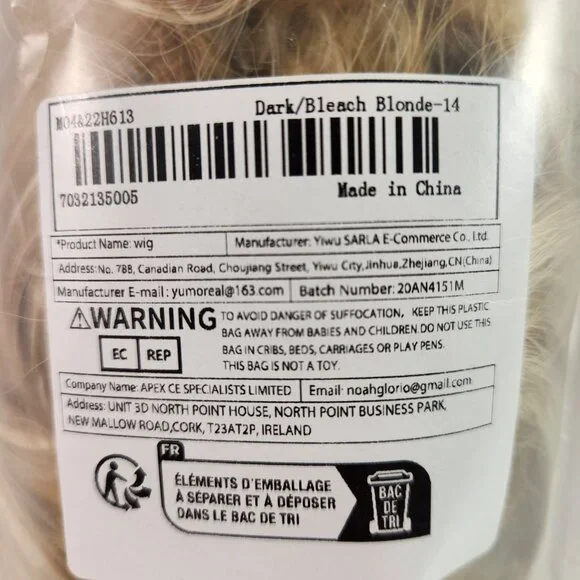 M04&22H613 Dark/Bleach Blonde-14
7032135005 Made in China
*Product Name: wig Manufacturer: Yiwu SARLA E-Commerce Co., Ltd.
Address: No. 788, Canadian Road, Choujiang Street, Yiwu City,Jinhua,Zhejiang,CN(China)
Manufacturer E-mail: yumoreal@163.com Batch Number: 20AN4151M
WARNING TO AVOID DANGER OF SUFFOCATION, KEEP THIS PLASTIC
BAG AWAY FROM BABIES AND CHILDREN.DO NOT USE THIS
BAG IN CRIBS, BEDS, CARRIAGES OR PLAY PENS.
THIS BAG IS NOT A TOY.
EC REP
Company Name: APEX CE SPECIALISTS LIMITED Email: noahglorio@gmail.com
Address: UNIT 3D NORTH POINT HOUSE, NORTH POINT BUSINESS PARK,
NEW MALLOW ROAD,CORK, T23AT2P, IRELAND
FR
ÉLÉMENTS D'EMBALLAGE
À SÉPARER ET À DÉPOSER
DANS LE BAC DE TRI
BAC
DE
TRI